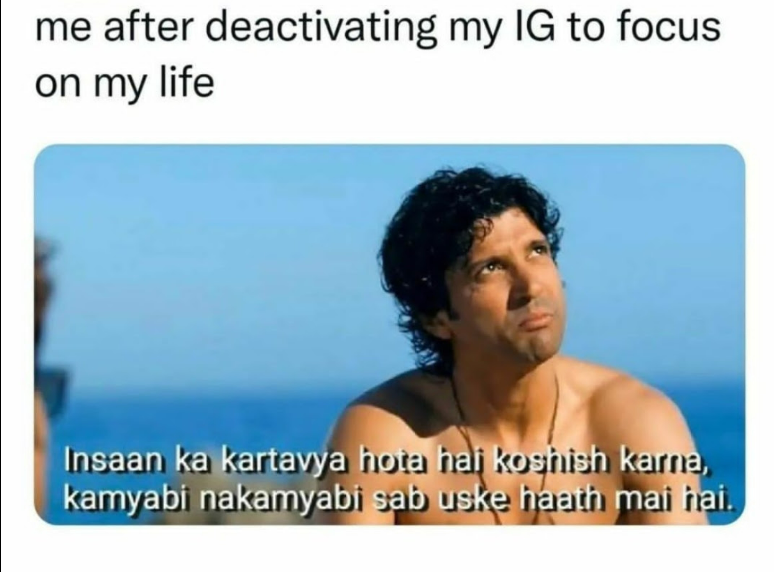 me after deactivating my IG to focus
on my life
Insaan ka kartavya hota hai koshish karna,
kamyabi nakamyabi sab uske haath mai hai.